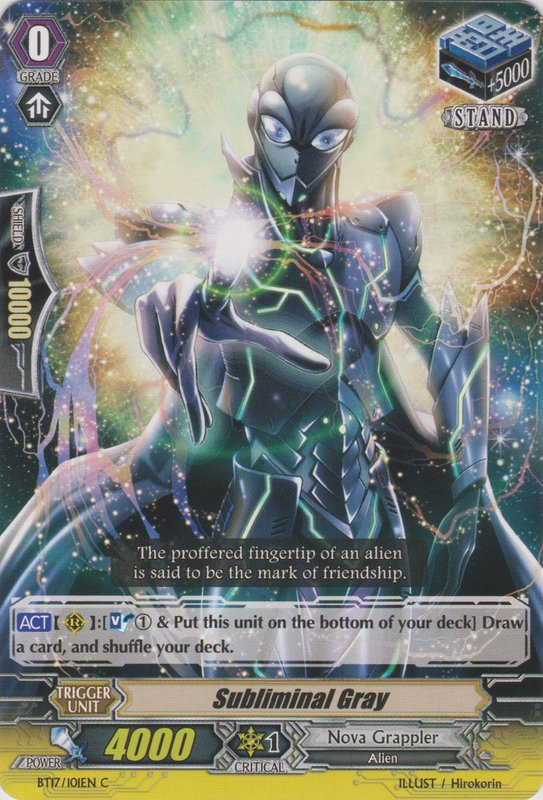 0
GRADE
+5000
STAND
SHIELD
10000
The proffered fingertip of an alien
is said to be the mark of friendship.
ACT【R】:[V ① & Put this unit on the bottom of your deck] Draw
a card, and shuffle your deck.
TRIGGER
UNIT
Subliminal Gray
POWER
4000
1
CRITICAL
Nova Grappler
Alien
BT17/101EN C
ILLUST / Hirokorin